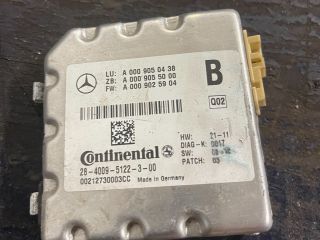 LU: A 000 905 04 38
ZB: A 000 905 50 00
FW: A 000 902 59 04
B
Q02
Continental
28-4009-5122-3-00
00212730003CC Made in Germany
HW: 21-11
DIAG-K: 0017
SW:
PATCH: 03